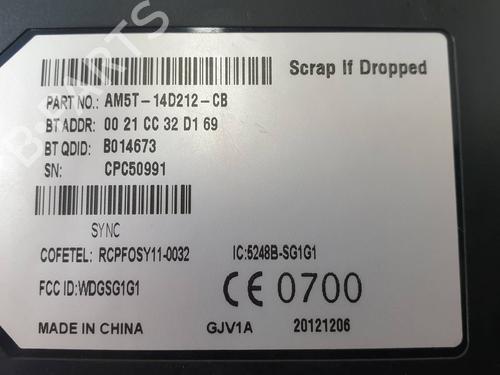 Scrap If Dropped
PART NO.: AM5T-14D212-CB
BT ADDR: 00 21 CC 32 D1 69
BT QDID: B014673
SN: CPC50991
SYNC
COFETEL: RCPFOSY11-0032 IC:5248B-SG1G1
FCC ID:WDGSG1G1 CE 0700
MADE IN CHINA GJV1A 20121206